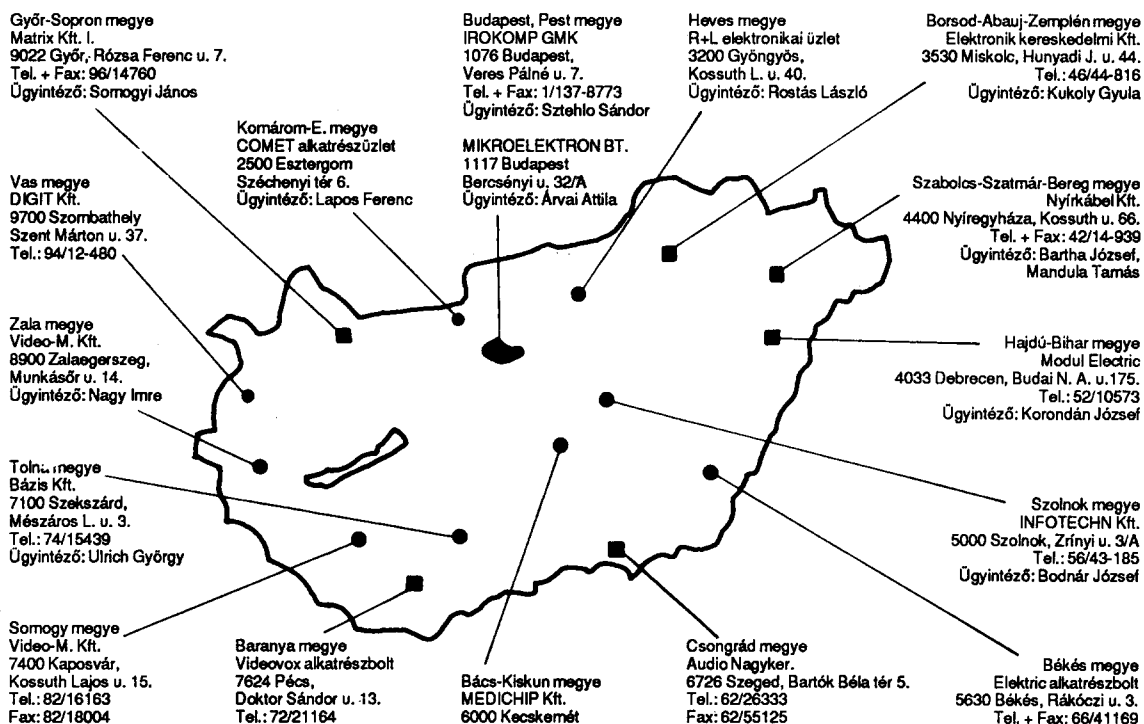 Győr-Sopron megye
Matrix Kft. I.
9022 Győr, Rózsa Ferenc u. 7.
Tel. + Fax: 96/14760
Ügyintéző: Somogyi János
Budapest, Pest megye
IROKOMP GMK
1076 Budapest,
Veres Pálné u. 7.
Tel. + Fax: 1/137-8773
Ügyintéző: Sztehlo Sándor
MIKROELEKTRON BT.
1117 Budapest
Bercsényi u. 32/A
Ügyintéző: Árvai Attila
Heves megye
R+L elektronikai üzlet
3200 Gyöngyös,
Kossuth L. u. 40.
Ügyintéző: Rostás László
Borsod-Abauj-Zemplén megye
Elektronik kereskedelmi Kft.
3530 Miskolc, Hunyadi J. u. 44.
Tel.: 46/44-816
Ügyintéző: Kukoly Gyula
Komárom-E. megye
COMET alkatrészüzlet
2500 Esztergom
Széchenyi tér 6.
Ügyintéző: Lapos Ferenc
Vas megye
DIGIT Kft.
9700 Szombathely
Szent Márton u. 37.
Tel.: 94/12-480
Szabolcs-Szatmár-Bereg megye
Nyírkábel Kft.
4400 Nyíregyháza, Kossuth u. 66.
Tel. + Fax: 42/14-939
Ügyintéző: Bartha József,
Mandula Tamás
Zala megye
Video-M. Kft.
8900 Zalaegerszeg,
Munkásőr u. 14.
Ügyintéző: Nagy Imre
Hajdú-Bihar megye
Modul Electric
4033 Debrecen, Budai N. A. u.175.
Tel.: 52/10573
Ügyintéző: Korondán József
Tolna megye
Bázis Kft.
7100 Szekszárd,
Mészáros L. u. 3.
Tel.: 74/15439
Ügyintéző: Ulrich György
Szolnok megye
INFOTECHN Kft.
5000 Szolnok, Zrínyi u. 3/A
Tel.: 56/43-185
Ügyintéző: Bodnár József
Somogy megye
Video-M. Kft.
7400 Kaposvár,
Kossuth Lajos u. 15.
Tel.: 82/16163
Fax: 82/18004
Baranya megye
Videovox alkatrészbolt
7624 Pécs,
Doktor Sándor u. 13.
Tel.: 72/21164
Bács-Kiskun megye
MEDICHIP Kft.
6000 Kecskemét
Csongrád megye
Audio Nagyker.
6726 Szeged, Bartók Béla tér 5.
Tel.: 62/26333
Fax: 62/55125
Békés megye
Elektric alkatrészbolt
5630 Békés, Rákóczi u. 3.
Tel. + Fax: 66/41169